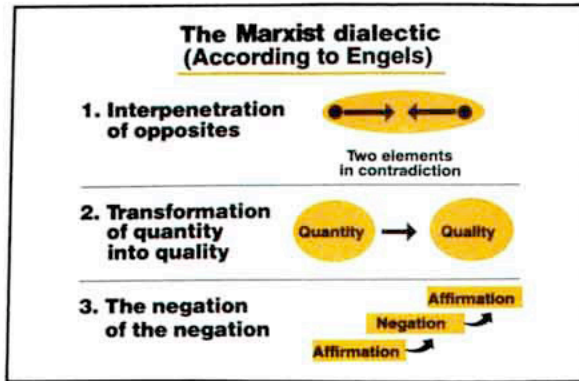 The Marxist dialectic
(According to Engels)
1. Interpenetration
of opposites
Two elements
in contradiction
2. Transformation
of quantity
into quality
Quantity
Quality
3. The negation
of the negation
Affirmation
Negation
Affirmation